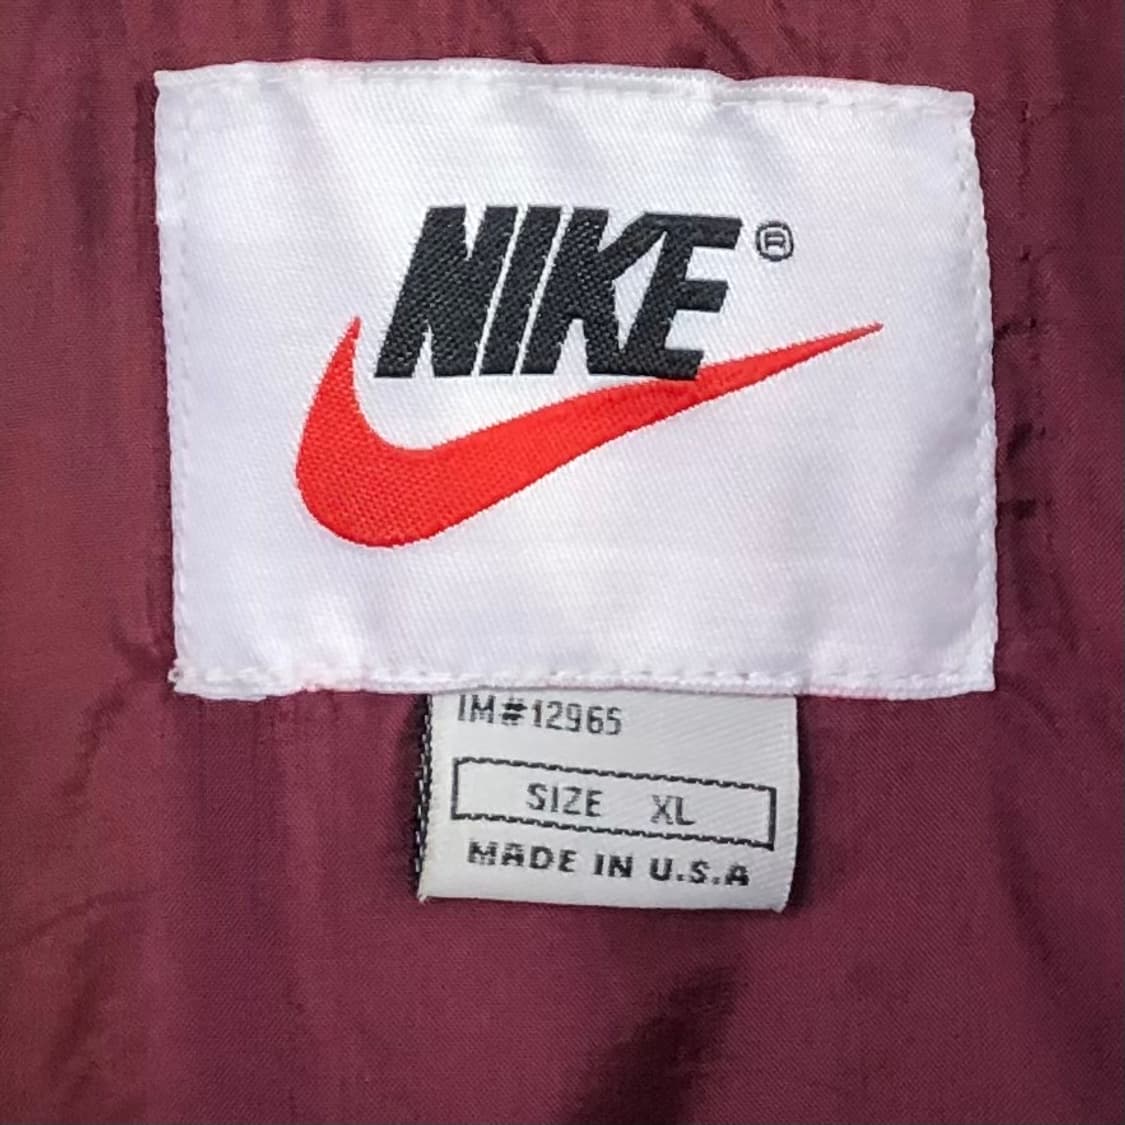 NIKE®
IM#12965
SIZE XL
MADE IN U.S.A